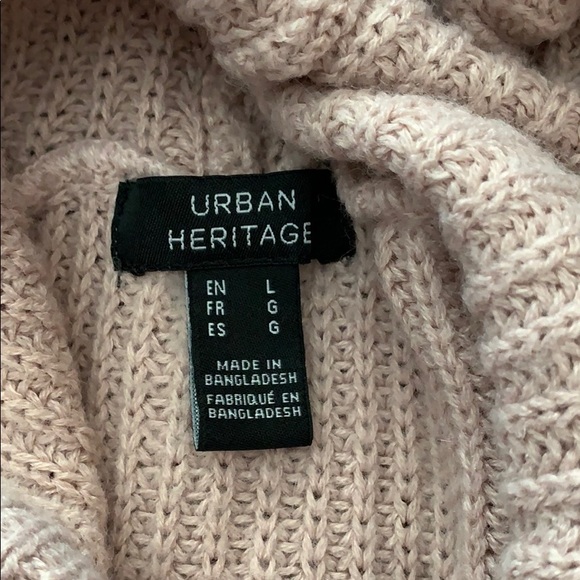 URBAN
HERITAGE
EN L
FR G
ES G
MADE IN
BANGLADESH
FABRIQUÉ EN
BANGLADESH